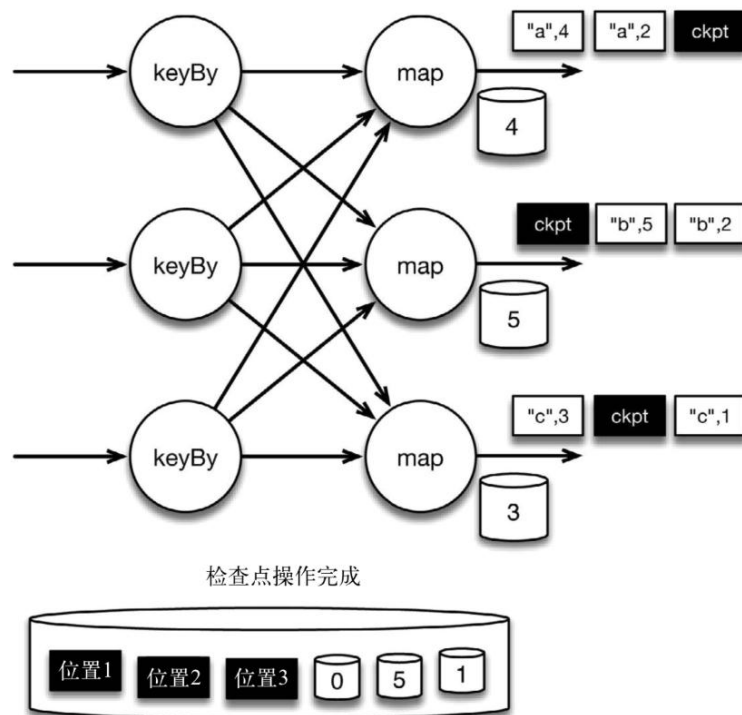 "a",4 "a",2 ckpt
keyBy map
4
ckpt "b",5 "b",2
keyBy map
5
"c",3 ckpt "c",1
keyBy map
3
检查点操作完成
位置1 位置2 位置3 0 5 1